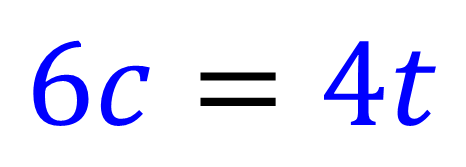 6c = 4t